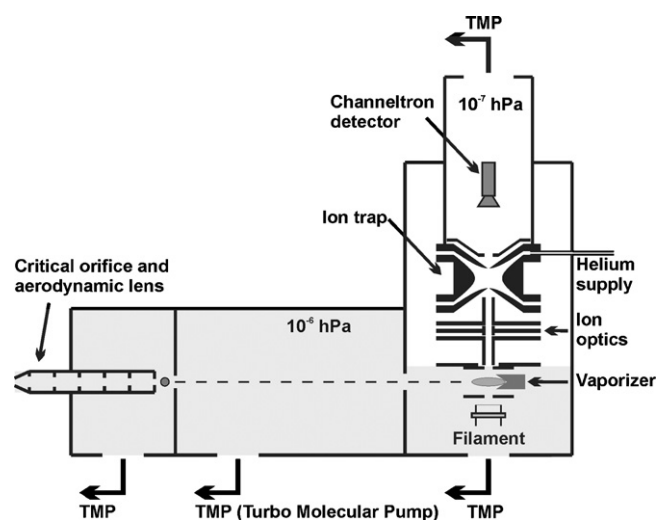 TMP
10⁻⁷ hPa
Channeltron
detector
Ion trap
Critical orifice and
aerodynamic lens
Helium
supply
10⁻⁶ hPa
Ion
optics
Vaporizer
Filament
TMP
TMP (Turbo Molecular Pump)
TMP